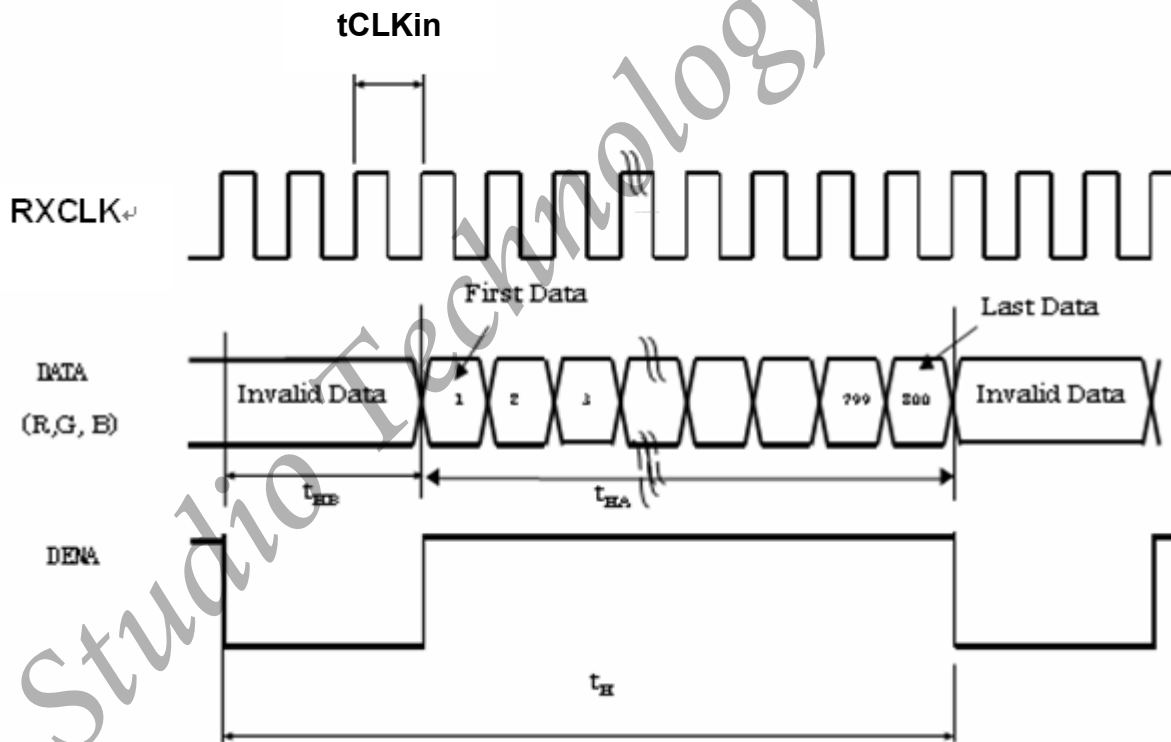 tCLKin
RXCLK↵
First Data
Last Data
DATA
(R,G, B)
Invalid Data
1
2
3
799
800
Invalid Data
tHB
tHA
DENA
tH
Studio Technology